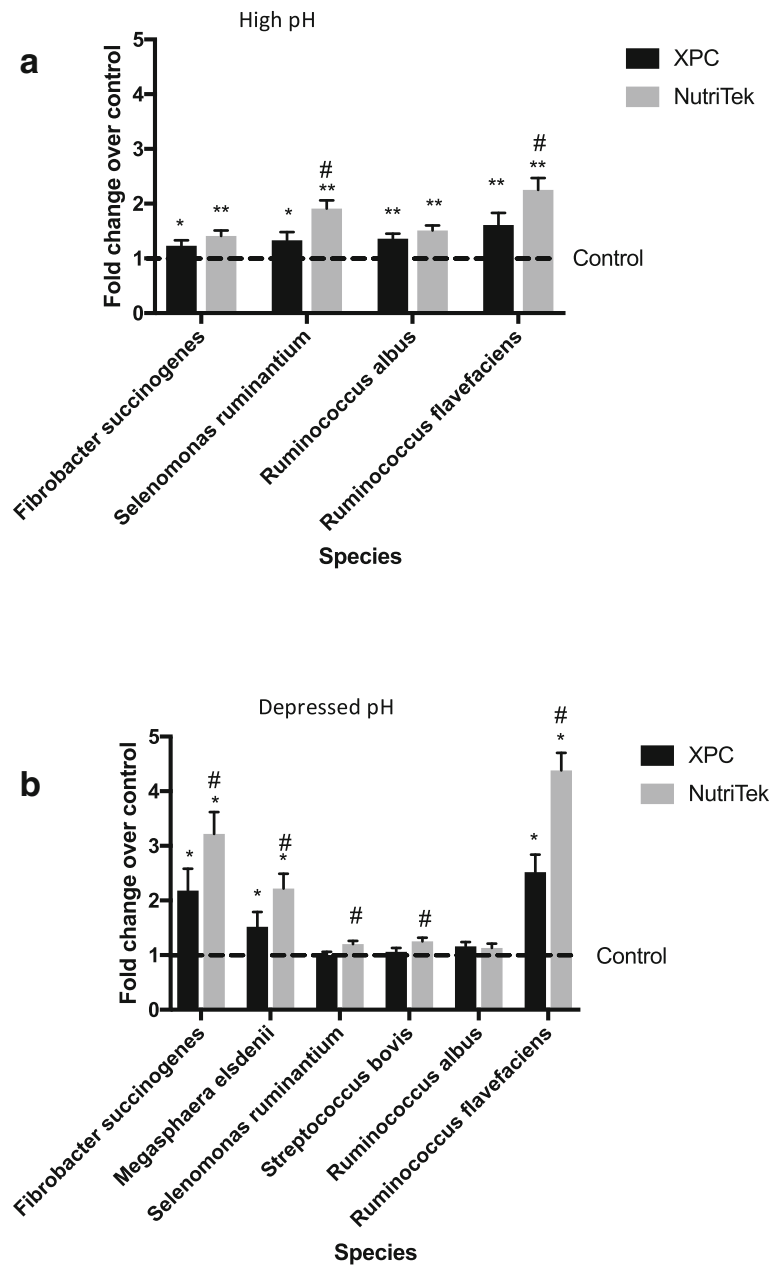 High pH
a
Fold change over control
5
4
3
2
1
0
* ** * # ** ** ** ** # **
XPC
NutriTek
Control
Fibrobacter succinogenes
Selenomonas ruminantium
Ruminococcus albus
Ruminococcus flavefaciens
Species
Depressed pH
b
Fold change over control
5
4
3
2
1
0
* # * * # * # # * # *
XPC
NutriTek
Control
Fibrobacter succinogenes
Megasphaera elsdenii
Selenomonas ruminantium
Streptococcus bovis
Ruminococcus albus
Ruminococcus flavefaciens
Species